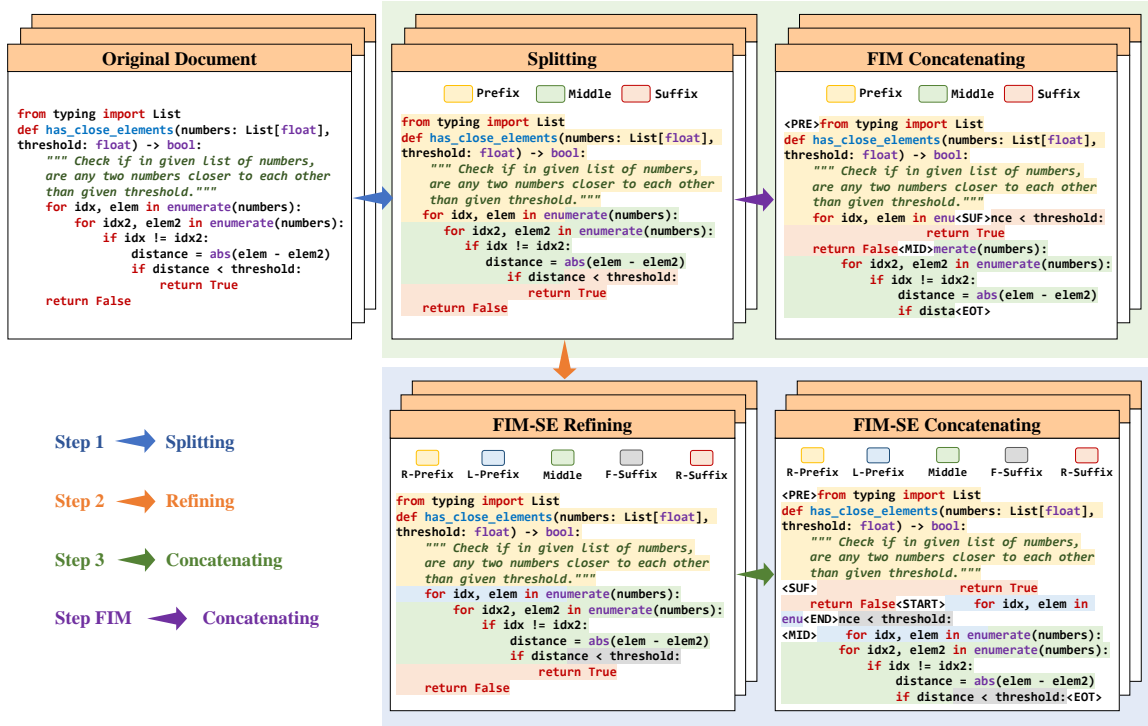 Original Document
from typing import List
def has_close_elements(numbers: List[float],
threshold: float) -> bool:
""" Check if in given list of numbers,
are any two numbers closer to each other
than given threshold."""
for idx, elem in enumerate(numbers):
for idx2, elem2 in enumerate(numbers):
if idx != idx2:
distance = abs(elem - elem2)
if distance < threshold:
return True
return False
Splitting
Prefix Middle Suffix
from typing import List
def has_close_elements(numbers: List[float],
threshold: float) -> bool:
""" Check if in given list of numbers,
are any two numbers closer to each other
than given threshold."""
for idx, elem in enumerate(numbers):
for idx2, elem2 in enumerate(numbers):
if idx != idx2:
distance = abs(elem - elem2)
if distance < threshold:
return True
return False
FIM Concatenating
Prefix Middle Suffix
<PRE>from typing import List
def has_close_elements(numbers: List[float],
threshold: float) -> bool:
""" Check if in given list of numbers,
are any two numbers closer to each other
than given threshold."""
for idx, elem in enu<SUF>nce < threshold:
return True
return False<MID>merate(numbers):
for idx2, elem2 in enumerate(numbers):
if idx != idx2:
distance = abs(elem - elem2)
if dista<EOT>
Step 1 Splitting
Step 2 Refining
Step 3 Concatenating
Step FIM Concatenating
FIM-SE Refining
R-Prefix L-Prefix Middle F-Suffix R-Suffix
from typing import List
def has_close_elements(numbers: List[float],
threshold: float) -> bool:
""" Check if in given list of numbers,
are any two numbers closer to each other
than given threshold."""
for idx, elem in enumerate(numbers):
for idx2, elem2 in enumerate(numbers):
if idx != idx2:
distance = abs(elem - elem2)
if distance < threshold:
return True
return False
FIM-SE Concatenating
R-Prefix L-Prefix Middle F-Suffix R-Suffix
<PRE>from typing import List
def has_close_elements(numbers: List[float],
threshold: float) -> bool:
""" Check if in given list of numbers,
are any two numbers closer to each other
than given threshold."""
<SUF> return True
return False<START> for idx, elem in
enu<END>nce < threshold:
<MID> for idx, elem in enumerate(numbers):
for idx2, elem2 in enumerate(numbers):
if idx != idx2:
distance = abs(elem - elem2)
if distance < threshold:<EOT>